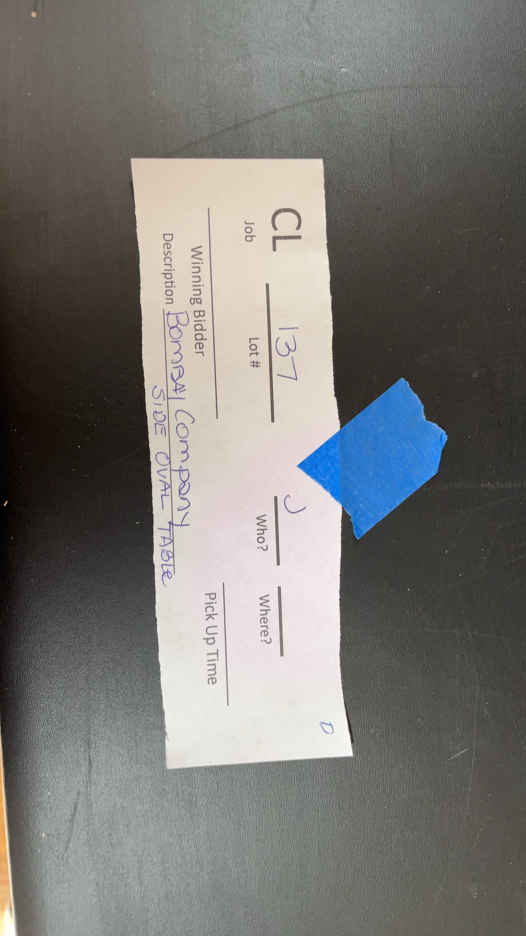 D
CL 137 J
Job Lot # Who? Where?
Winning Bidder Pick Up Time
Description BOMBAY Company
SIDE OVAL TABLE